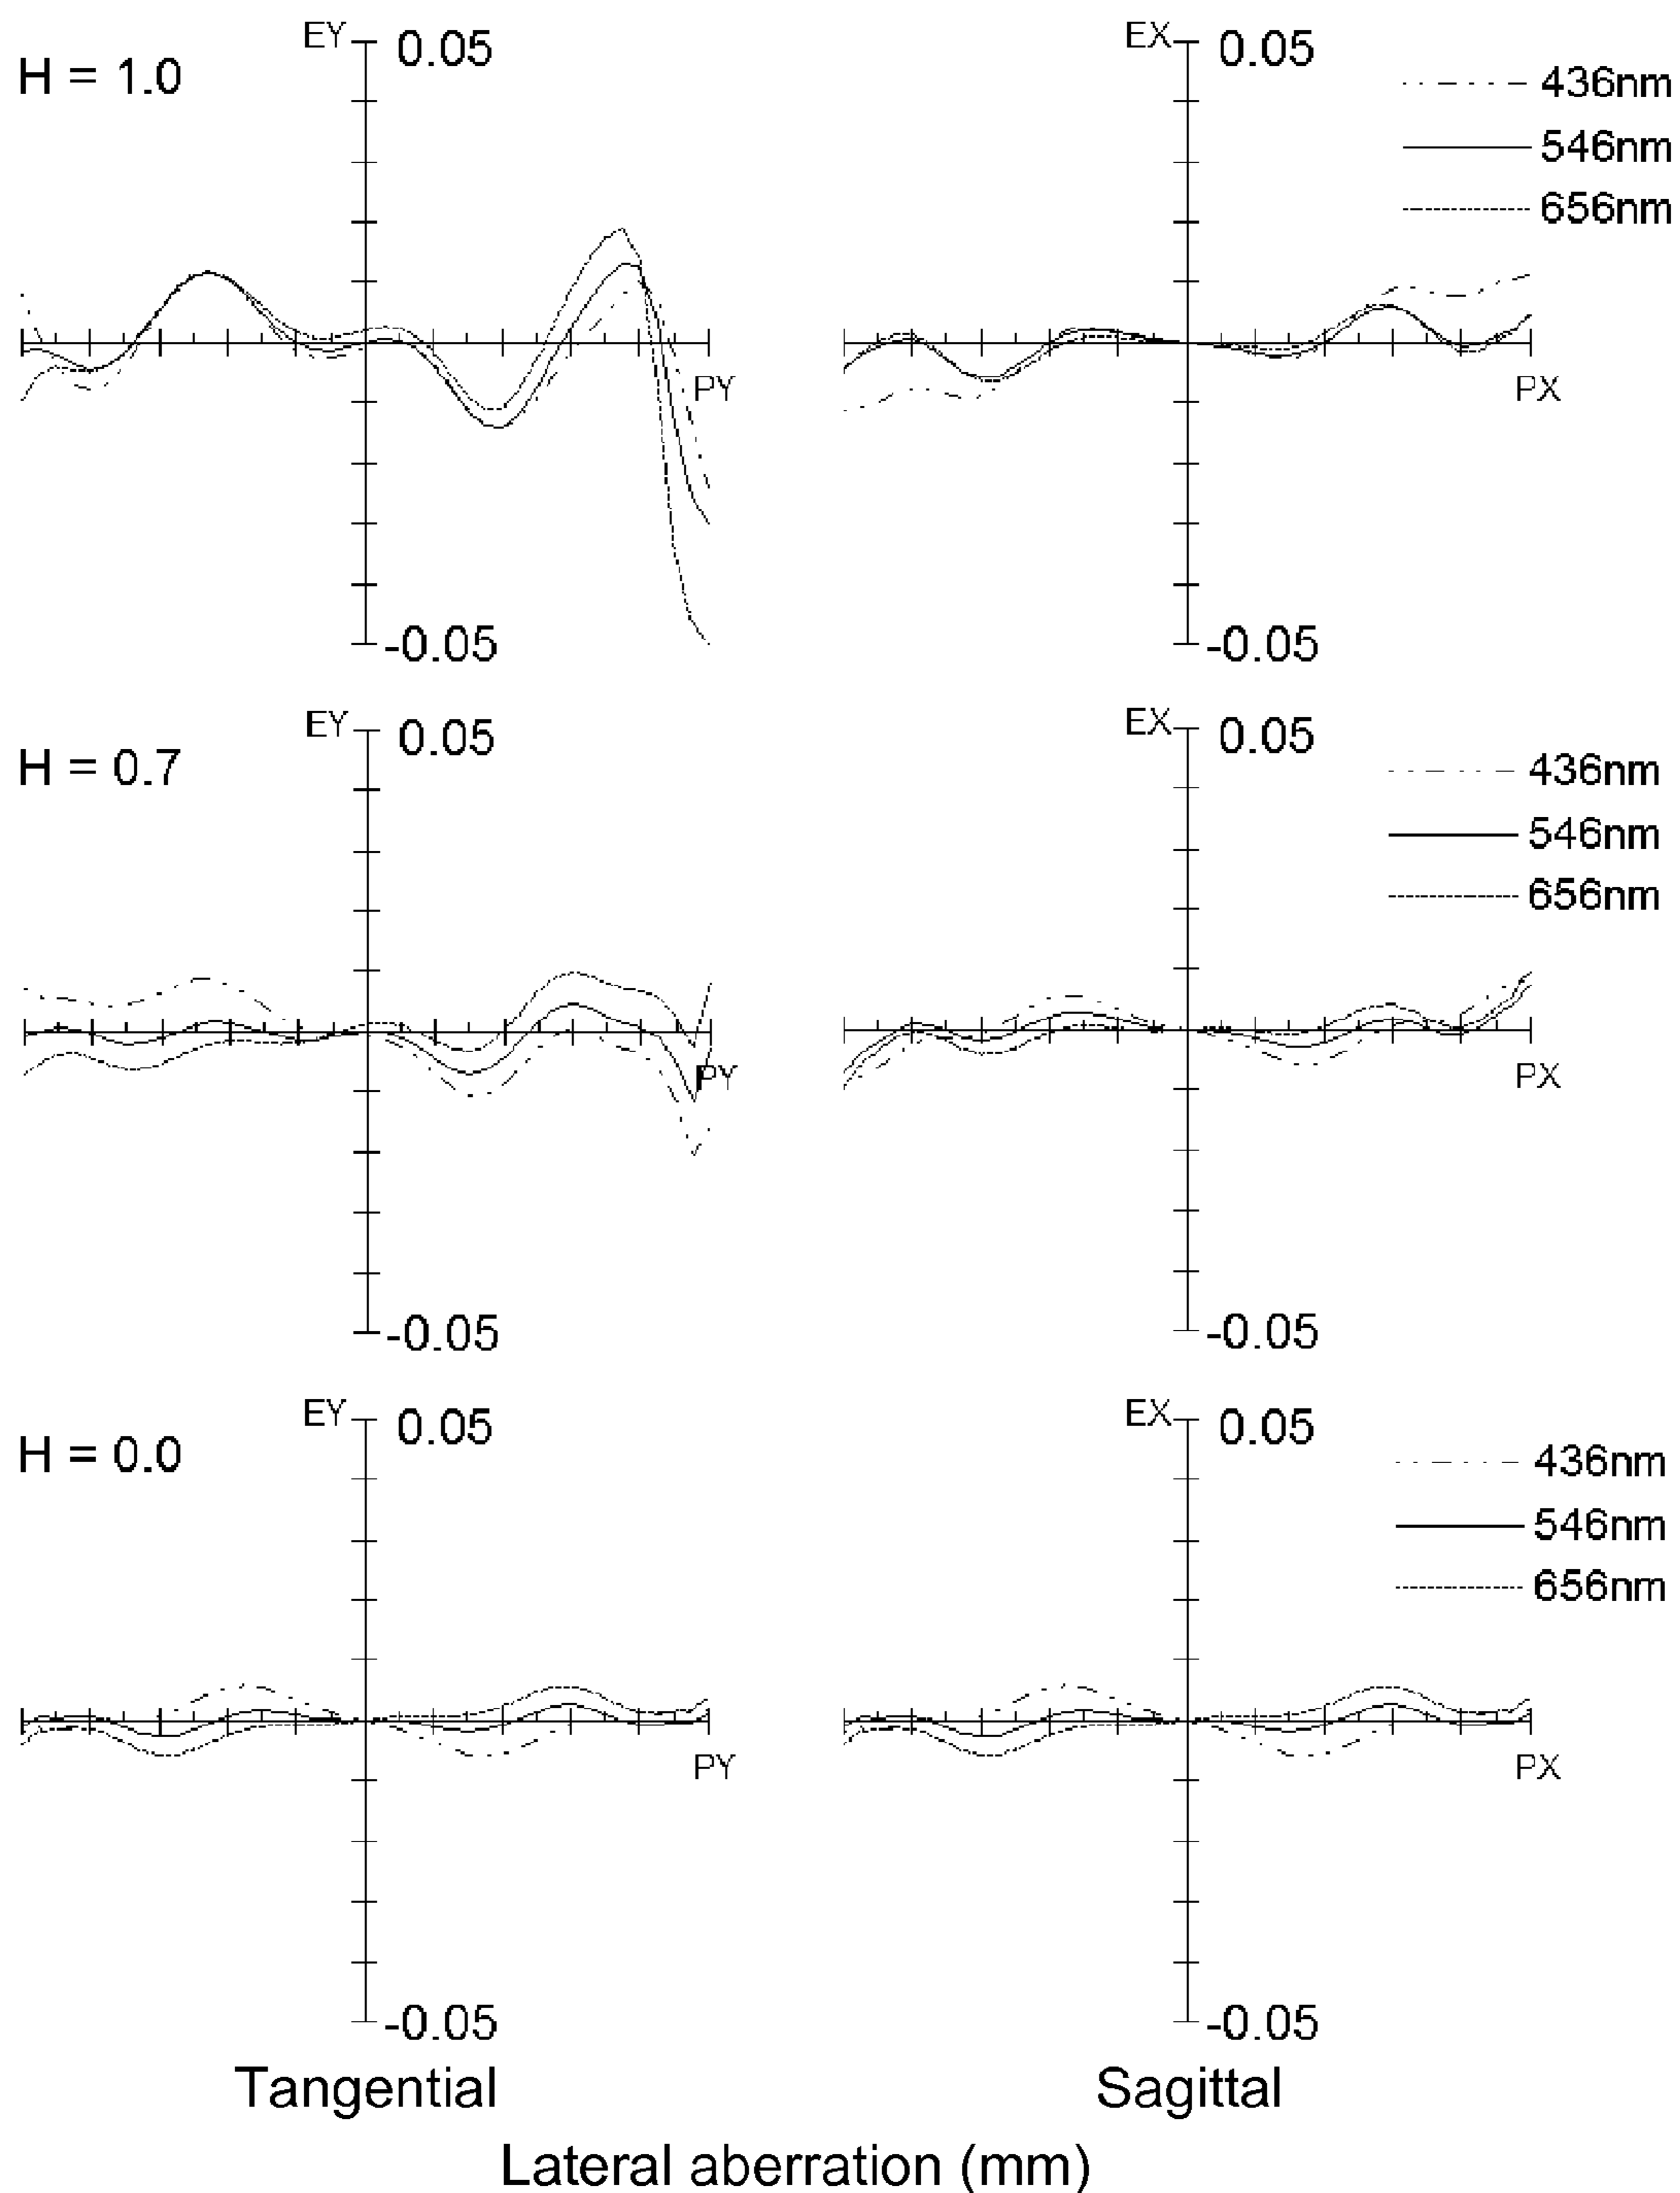 EY 0.05 EX 0.05
H = 1.0
436nm
546nm
656nm
PY PX
-0.05 -0.05
EY 0.05 EX 0.05
H = 0.7
436nm
546nm
656nm
PY PX
-0.05 -0.05
EY 0.05 EX 0.05
H = 0.0
436nm
546nm
656nm
PY PX
-0.05 -0.05
Tangential Sagittal
Lateral aberration (mm)